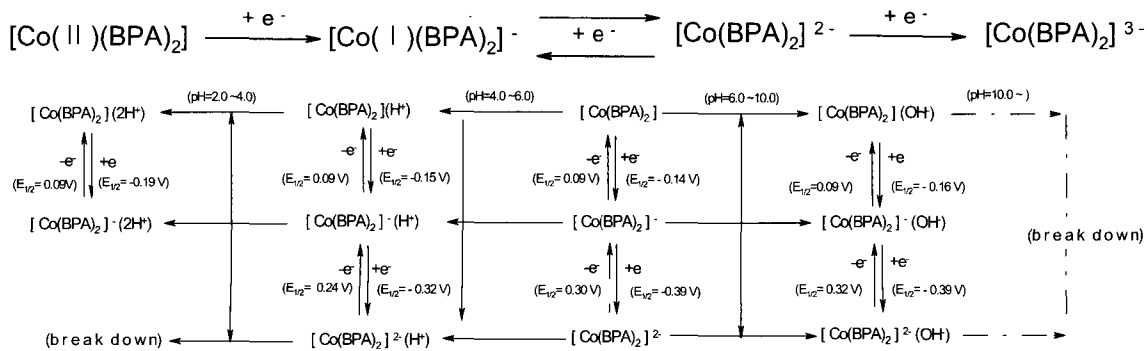 [Co(II)(BPA)₂] + e⁻ [Co(I)(BPA)₂]⁻ + e⁻ [Co(BPA)₂]²⁻ + e⁻ [Co(BPA)₂]³⁻
(pH=2.0~4.0) (pH=4.0~6.0) (pH=6.0~10.0) (pH=10.0~)
[Co(BPA)₂](2H⁺) [Co(BPA)₂](H⁺) [Co(BPA)₂] [Co(BPA)₂](OH⁻)
-e⁻ +e -e⁻ +e⁻ -e⁻ +e -e⁻ +e
(E₁/₂= 0.09V) (E₁/₂= -0.19 V) (E₁/₂= 0.09 V) (E₁/₂= -0.15 V) (E₁/₂= 0.09 V) (E₁/₂= - 0.14 V) (E₁/₂= 0.09 V) (E₁/₂= - 0.16 V)
[Co(BPA)₂]⁻(2H⁺) [Co(BPA)₂]⁻(H⁺) [Co(BPA)₂]⁻ [Co(BPA)₂]⁻(OH⁻)
(break down)
-e⁻ +e⁻ -e⁻ +e -e⁻ +e⁻
(E₁/₂= 0.24 V) (E₁/₂= - 0.32 V) (E₁/₂= 0.30 V) (E₁/₂= -0.39 V) (E₁/₂= 0.32 V) (E₁/₂= - 0.39 V)
(break down) [Co(BPA)₂]²⁻(H⁺) [Co(BPA)₂]²⁻ [Co(BPA)₂]²⁻(OH⁻)